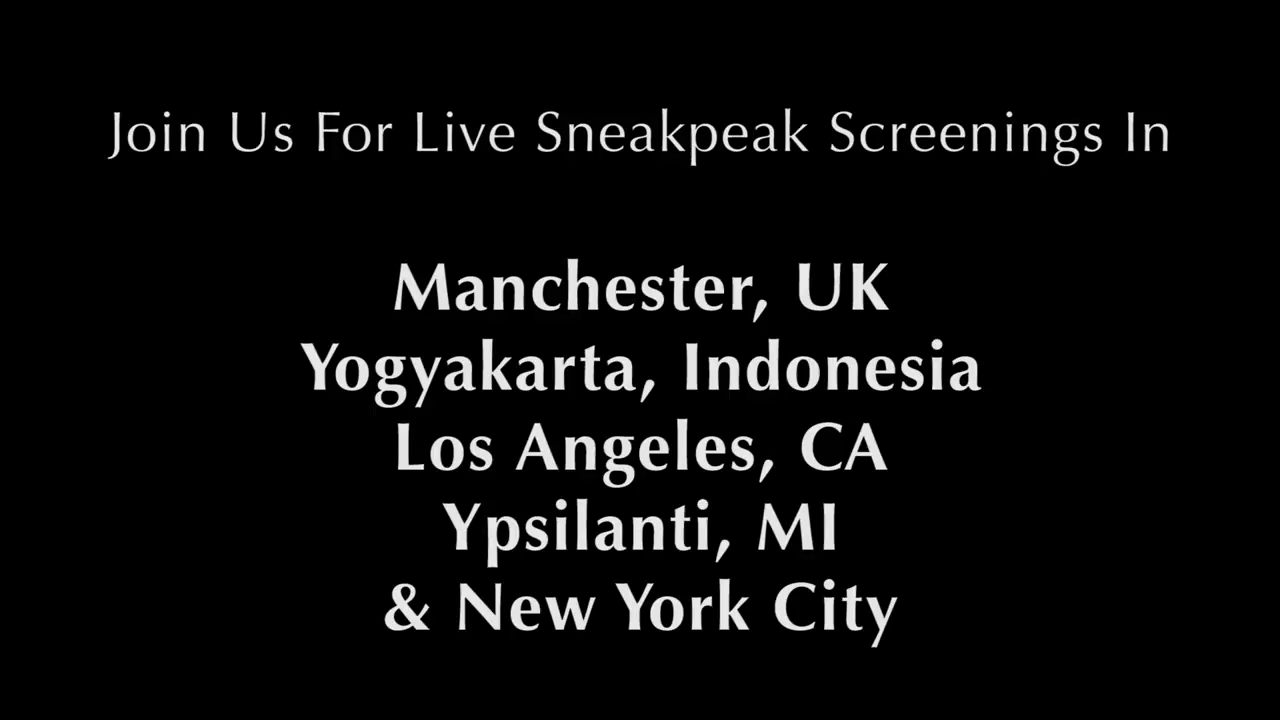 Join Us For Live Sneakpeak Screenings In
Manchester, UK
Yogyakarta, Indonesia
Los Angeles, CA
Ypsilanti, MI
& New York City